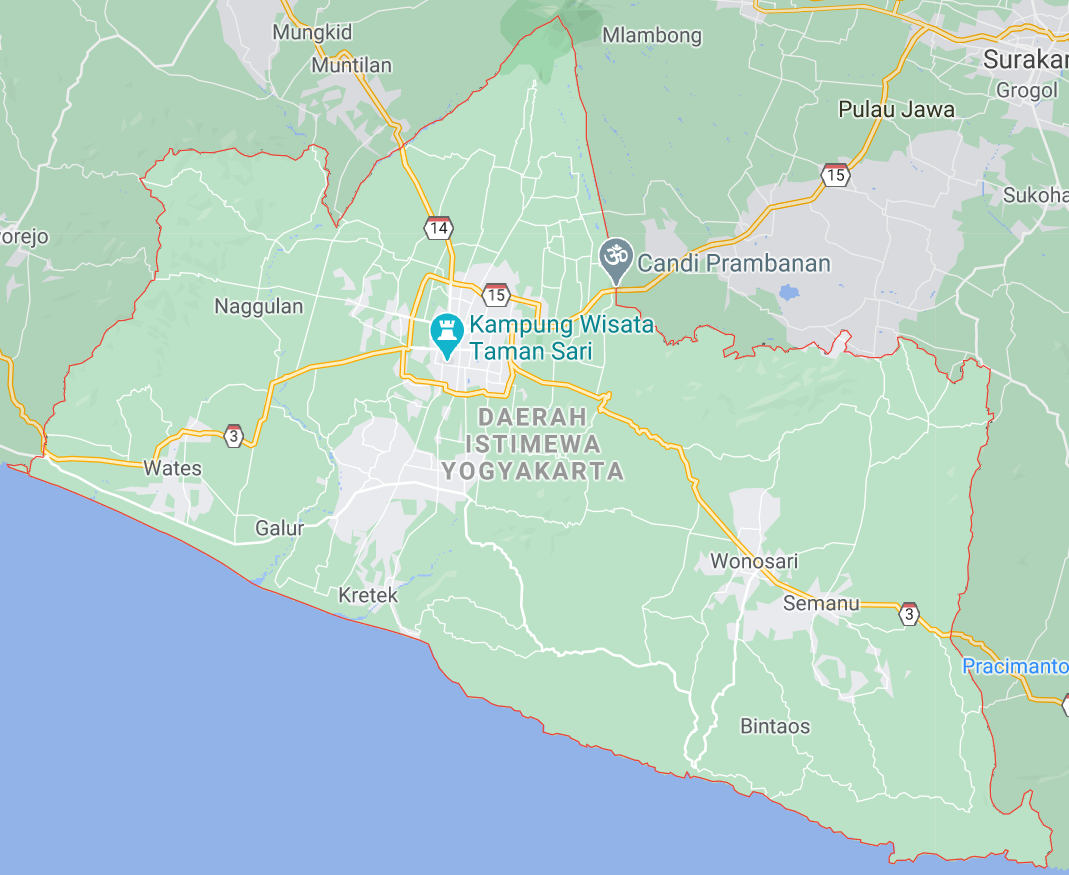 Mungkid
Mlambong
Muntilan
Surakar
Grogol
Pulau Jawa
15
Sukoha
14
orejo
Candi Prambanan
15
Naggulan
Kampung Wisata
Taman Sari
DAERAH
ISTIMEWA
YOGYAKARTA
3
Wates
Galur
Wonosari
Kretek
Semanu
3
Pracimanto
Bintaos